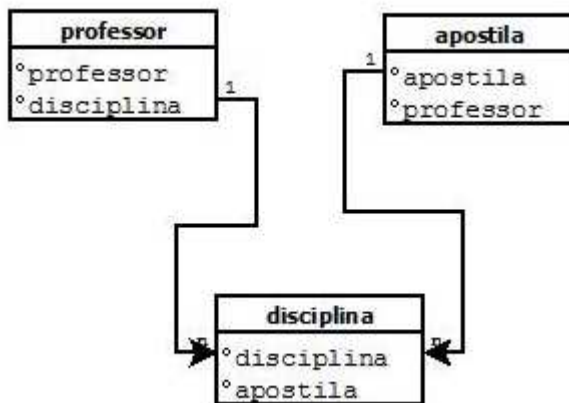 professor
°professor
°disciplina
1
apostila
1
°apostila
°professor
disciplina
n
n
°disciplina
°apostila